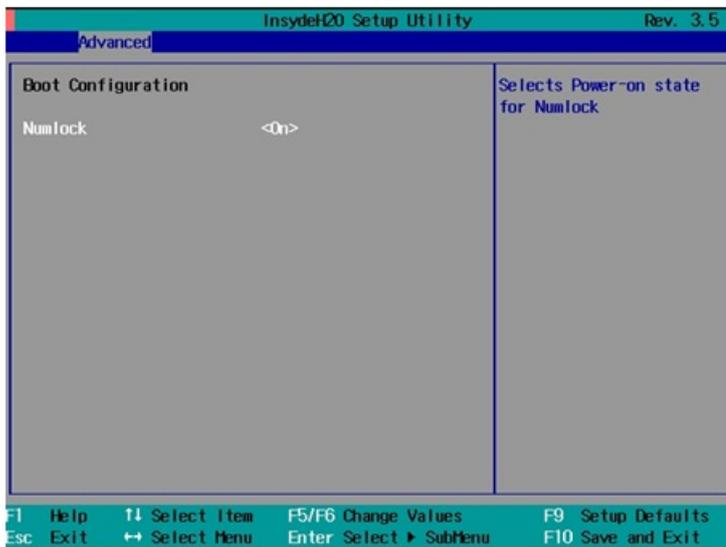 InsydeH2O Setup Utility Rev. 3.5
Advanced
Boot Configuration
Selects Power-on state
for Numlock
Numlock <On>
F1 Help ↑↓ Select Item F5/F6 Change Values F9 Setup Defaults
Esc Exit ↔ Select Menu Enter Select ▶ SubMenu F10 Save and Exit